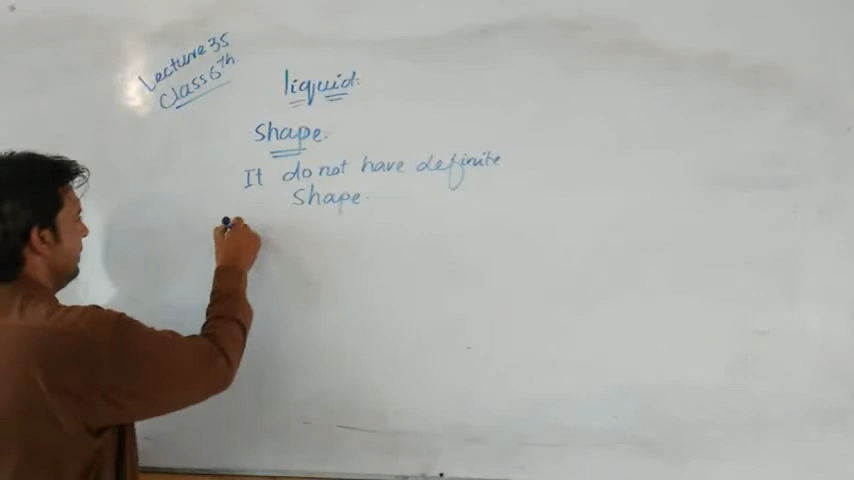 Lecture 35
Class 6th.
liquid.
Shape.
It do not have definite
Shape.